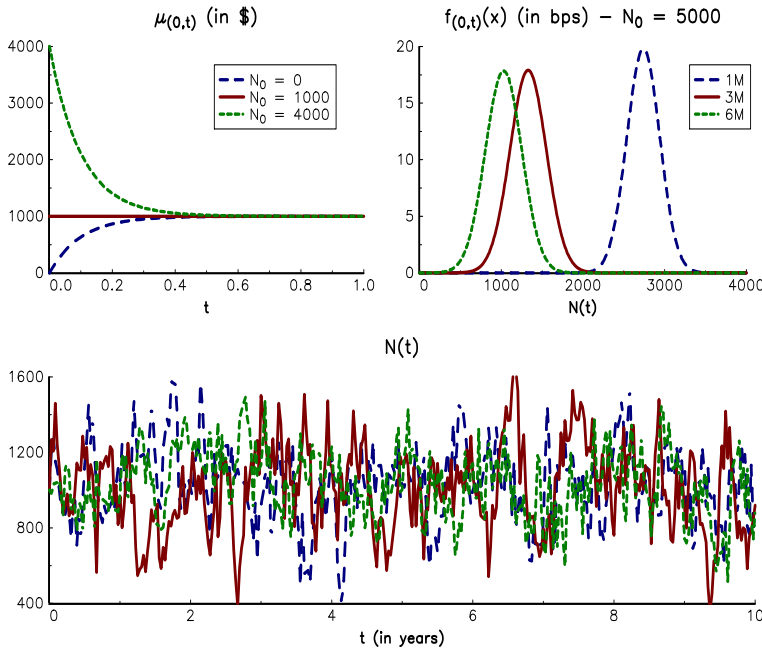 μ(0,t) (in $)
4000
3000
2000
1000
0
N0 = 0
N0 = 1000
N0 = 4000
0.0 0.2 0.4 0.6 0.8 1.0
t
f(0,t)(x) (in bps) − N0 = 5000
20
15
10
5
0
1M
3M
6M
0 1000 2000 3000 4000
N(t)
N(t)
1600
1200
800
400
0 2 4 6 8 10
t (in years)